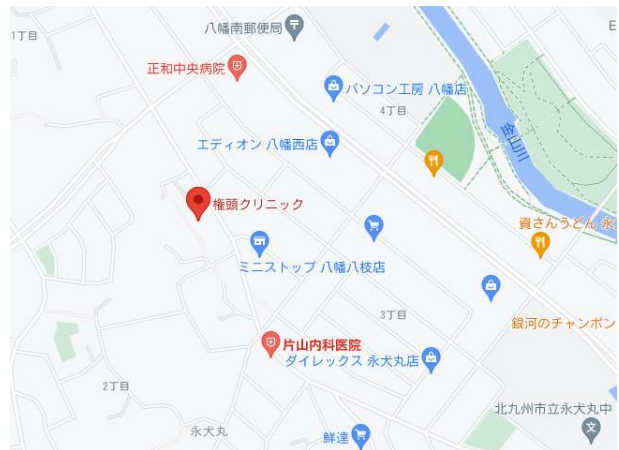 1丁目
八幡南郵便局
E
正和中央病院
パソコン工房 八幡店
4丁目
金山川
エディオン 八幡西店
権頭クリニック
資さんうどん 永
ミニストップ 八幡八枝店
3丁目
銀河のチャンポン
片山内科医院
ダイレックス 永犬丸店
2丁目
北九州市立永犬丸中
永犬丸
鮮達
文